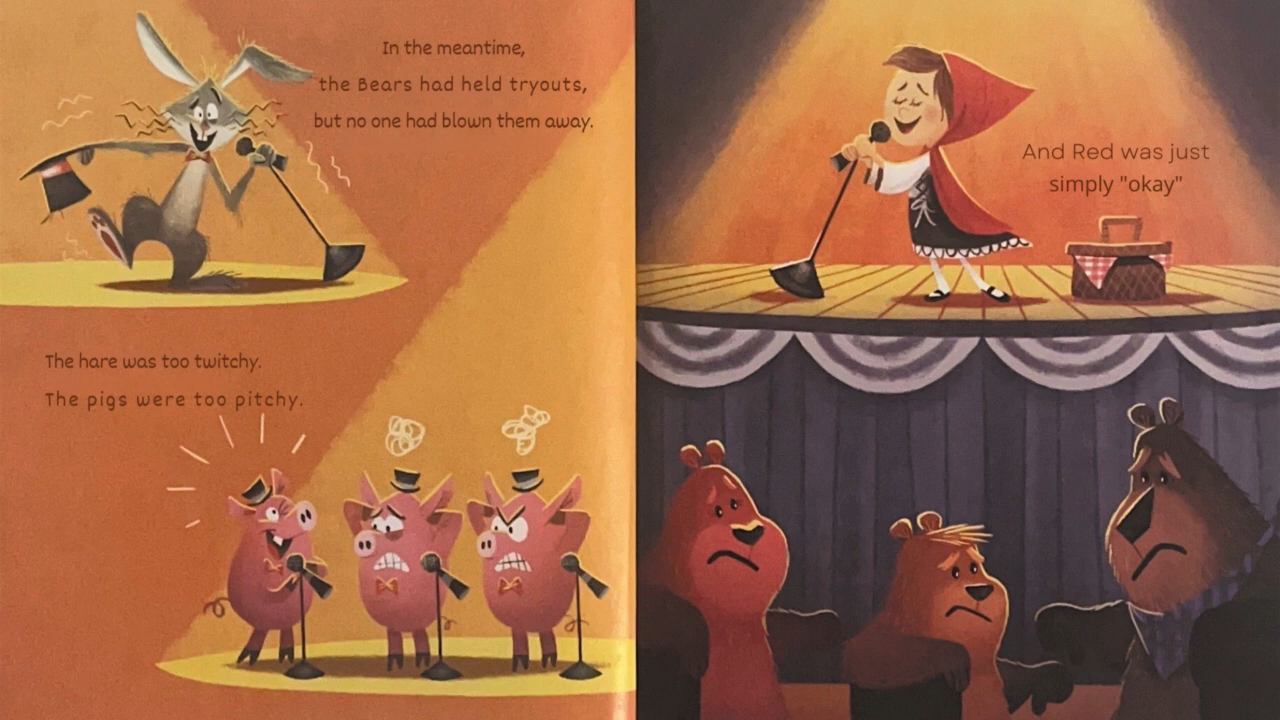 In the meantime,
the Bears had held tryouts,
but no one had blown them away.
The hare was too twitchy.
The pigs were too pitchy.
And Red was just
simply "okay"